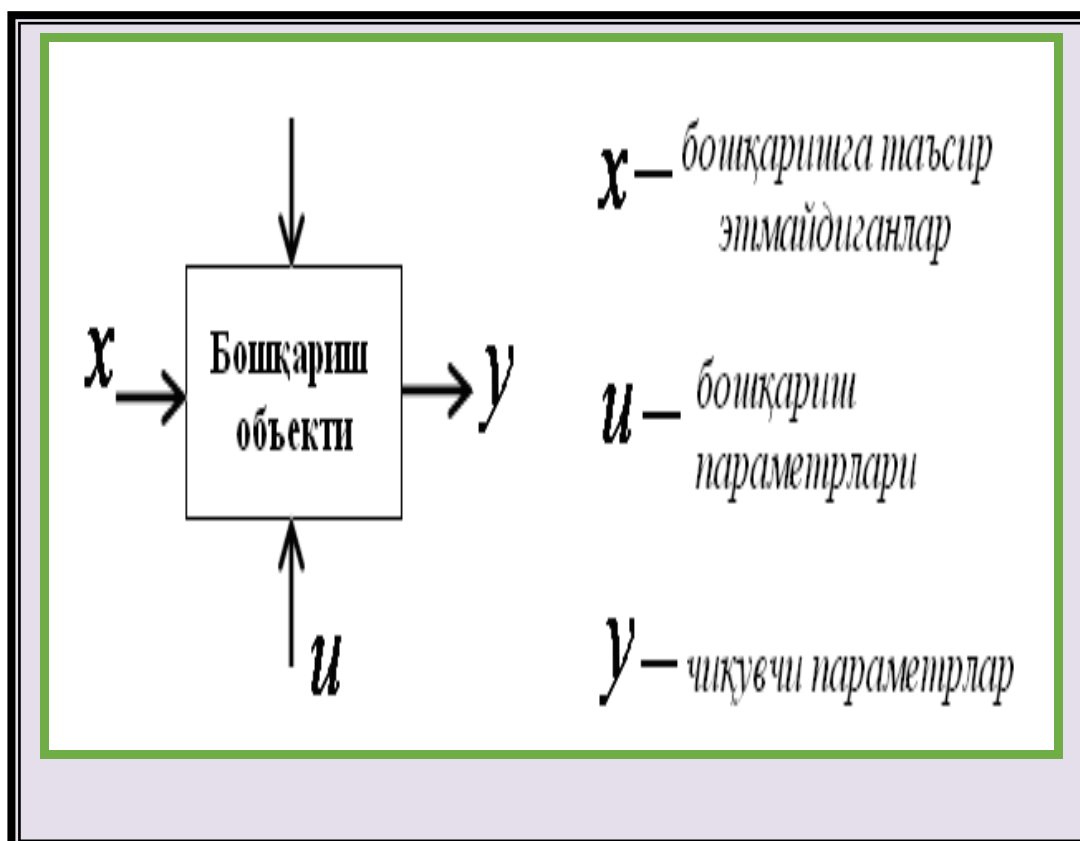 x
Бошқариш
объекти
y
u
x – бошқаришга таъсир
этмайдиганлар
u – бошқариш
параметрлари
y – чиқувчи параметрлар